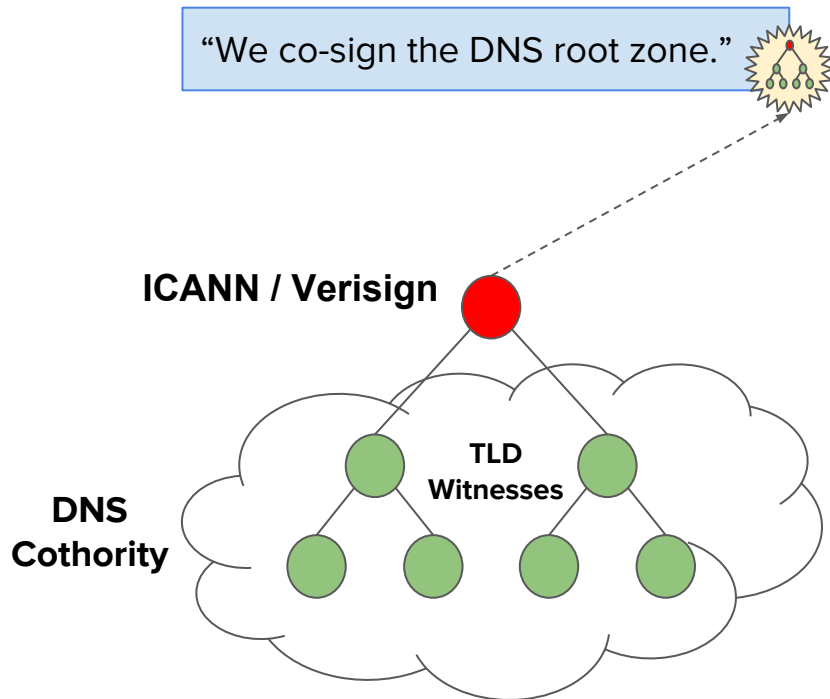 “We co-sign the DNS root zone.”
ICANN / Verisign
TLD
Witnesses
DNS
Cothority